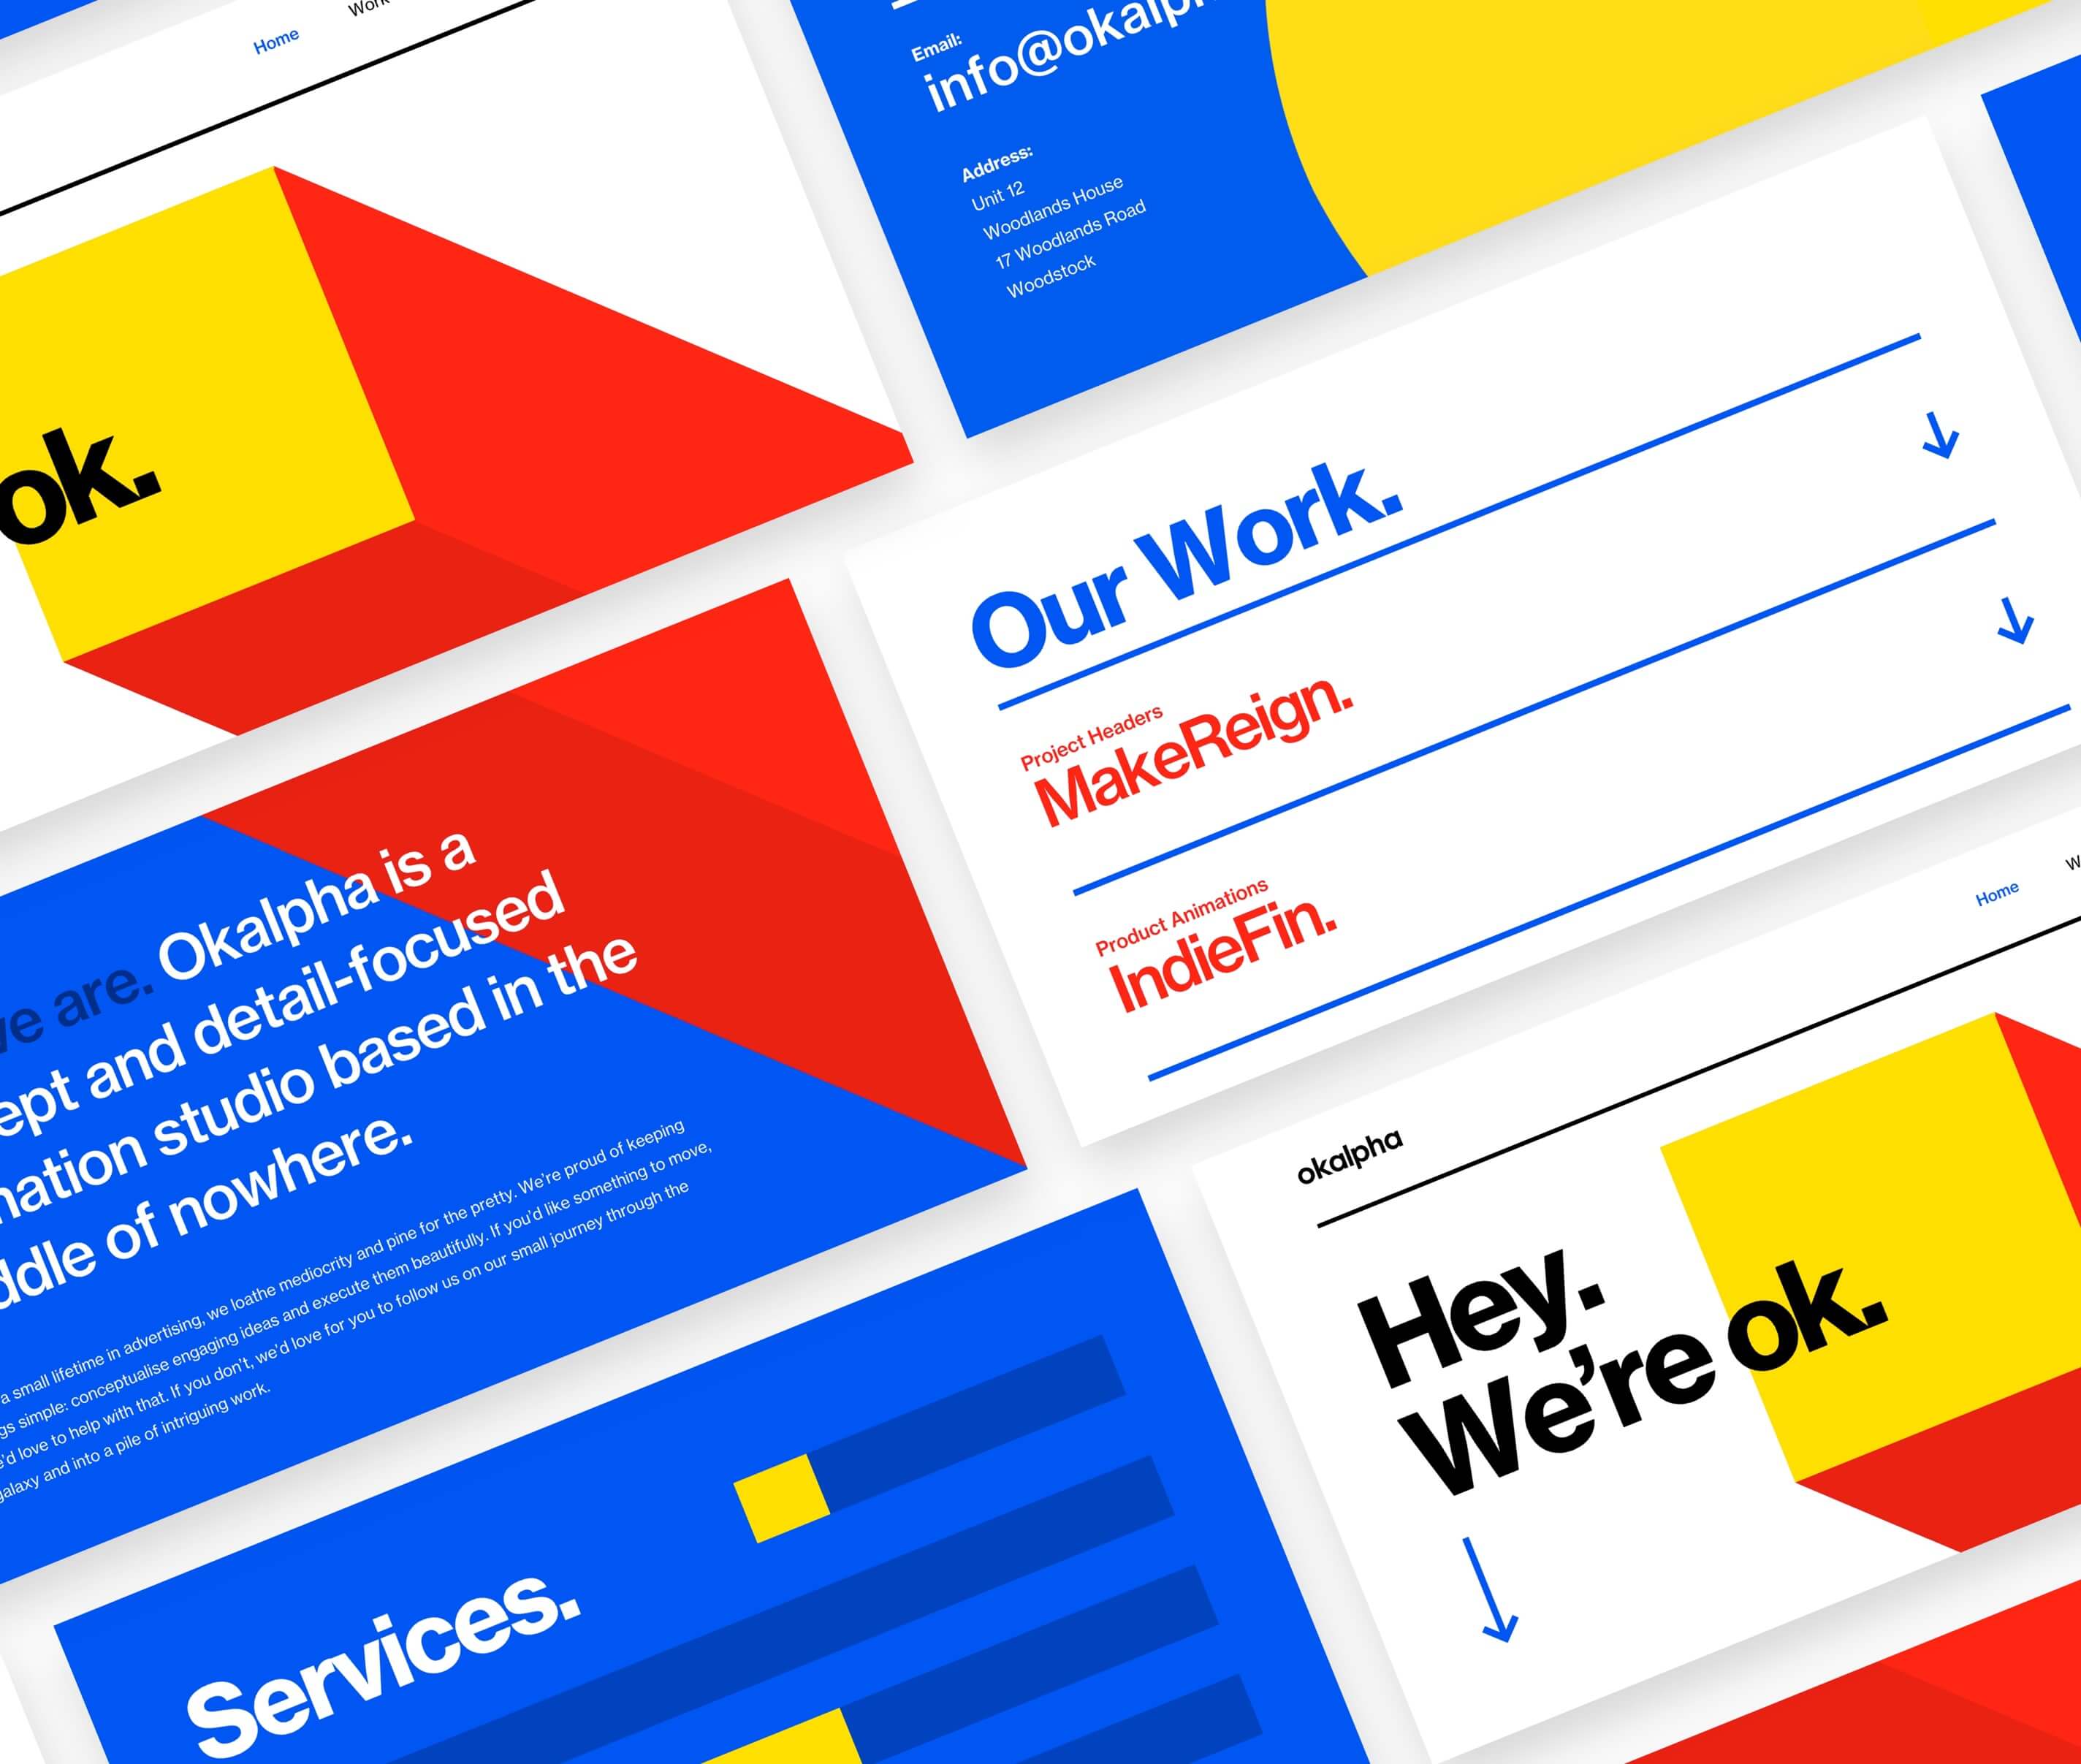 Home
Work
ok.
Email:
info@okalp
Address:
Unit 12
Woodlands House
17 Woodlands Road
Woodstock
Our Work.
Project Headers
MakeReign.
Product Animations
IndieFin.
are. Okalpha is a
and detail-focused
studio based in the
of nowhere.
a small lifetime in advertising, we loathe mediocrity and pine for the pretty. We're proud of keeping
simple: conceptualise engaging ideas and execute them beautifully. If you'd like something to move,
love to help with that. If you don't, we'd love for you to follow us on our small journey through the
galaxy and into a pile of intriguing work.
Services.
Home
okalpha
Hey.
We’re ok.